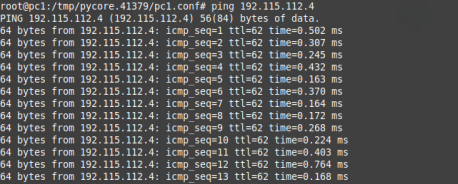 root@pc1:/tmp/pycore.41379/pc1.conf# ping 192.115.112.4
PING 192.115.112.4 (192.115.112.4) 56(84) bytes of data.
64 bytes from 192.115.112.4: icmp_seq=1 ttl=62 time=0.502 ms
64 bytes from 192.115.112.4: icmp_seq=2 ttl=62 time=0.307 ms
64 bytes from 192.115.112.4: icmp_seq=3 ttl=62 time=0.245 ms
64 bytes from 192.115.112.4: icmp_seq=4 ttl=62 time=0.432 ms
64 bytes from 192.115.112.4: icmp_seq=5 ttl=62 time=0.163 ms
64 bytes from 192.115.112.4: icmp_seq=6 ttl=62 time=0.370 ms
64 bytes from 192.115.112.4: icmp_seq=7 ttl=62 time=0.164 ms
64 bytes from 192.115.112.4: icmp_seq=8 ttl=62 time=0.172 ms
64 bytes from 192.115.112.4: icmp_seq=9 ttl=62 time=0.268 ms
64 bytes from 192.115.112.4: icmp_seq=10 ttl=62 time=0.224 ms
64 bytes from 192.115.112.4: icmp_seq=11 ttl=62 time=0.403 ms
64 bytes from 192.115.112.4: icmp_seq=12 ttl=62 time=0.764 ms
64 bytes from 192.115.112.4: icmp_seq=13 ttl=62 time=0.168 ms